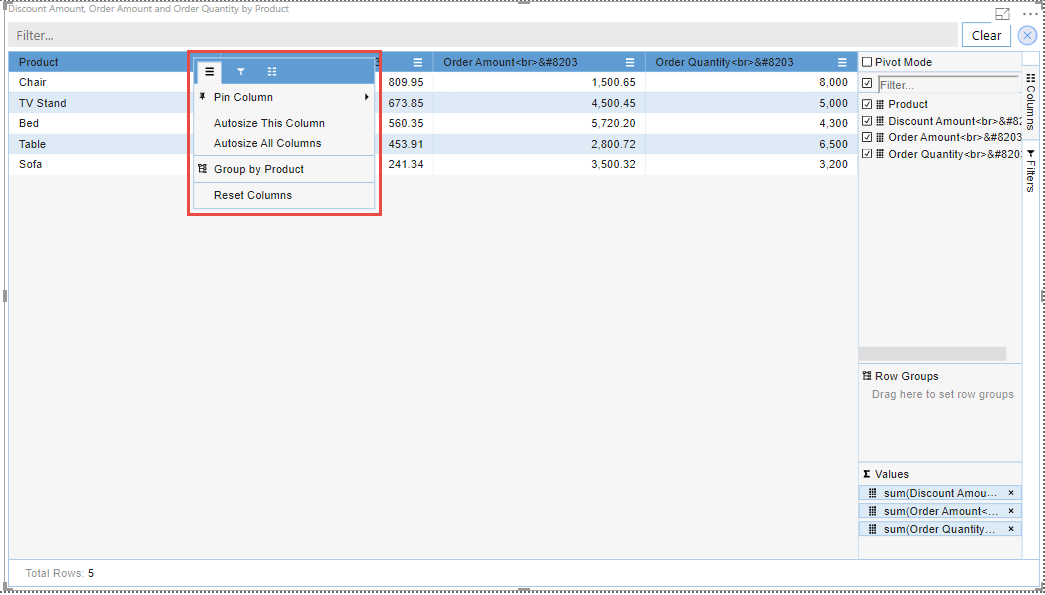 Discount Amount, Order Amount and Order Quantity by Product
Filter...
Clear
Product
3
Order Amount<br>&#8203
Order Quantity<br>&#8203
Chair 809.95 1,500.65 8,000
TV Stand 673.85 4,500.45 5,000
Bed 560.35 5,720.20 4,300
Table 453.91 2,800.72 6,500
Sofa 241.34 3,500.32 3,200
Pin Column
Autosize This Column
Autosize All Columns
Group by Product
Reset Columns
Pivot Mode
Filter...
Product
Discount Amount<br>&#82
Order Amount<br>&#8203
Order Quantity<br>&#820
Columns
Filters
Row Groups
Drag here to set row groups
Values
sum(Discount Amou... ×
sum(Order Amount<... ×
sum(Order Quantity... ×
Total Rows: 5